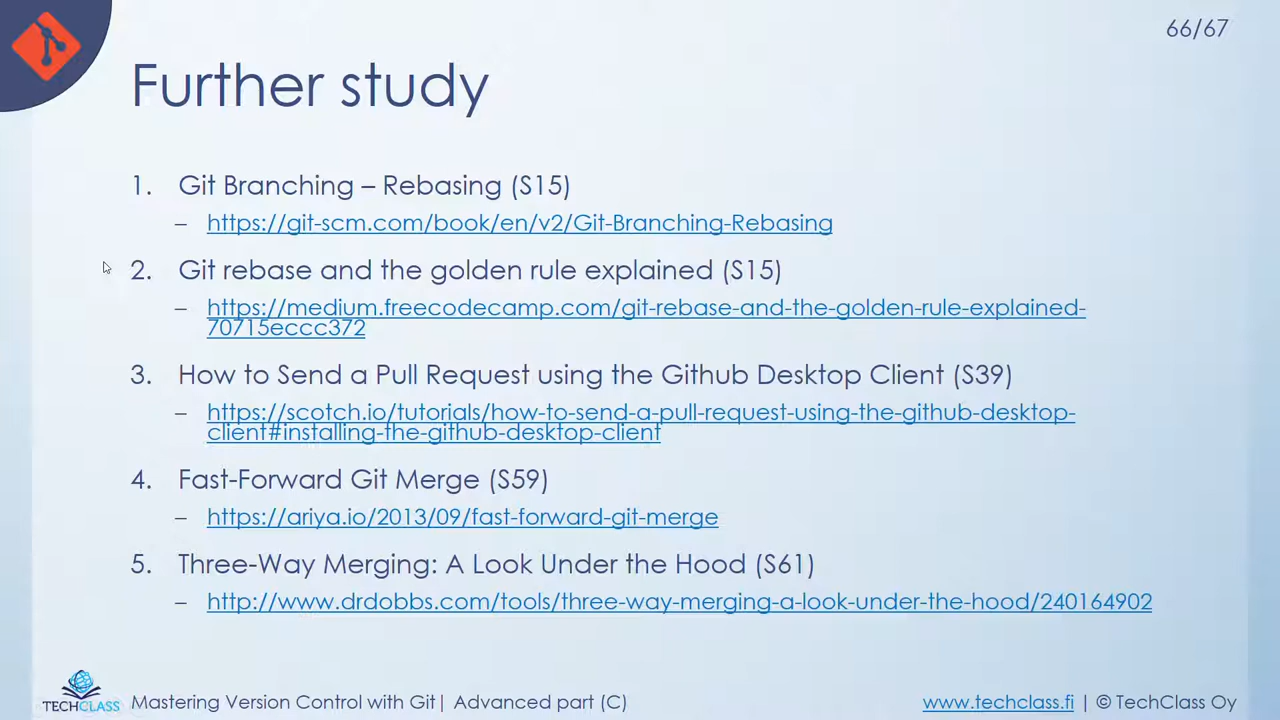 66/67
Further study
1. Git Branching – Rebasing (S15)
– https://git-scm.com/book/en/v2/Git-Branching-Rebasing
2. Git rebase and the golden rule explained (S15)
– https://medium.freecodecamp.com/git-rebase-and-the-golden-rule-explained-
70715eccc372
3. How to Send a Pull Request using the Github Desktop Client (S39)
– https://scotch.io/tutorials/how-to-send-a-pull-request-using-the-github-desktop-
client#installing-the-github-desktop-client
4. Fast-Forward Git Merge (S59)
– https://ariya.io/2013/09/fast-forward-git-merge
5. Three-Way Merging: A Look Under the Hood (S61)
– http://www.drdobbs.com/tools/three-way-merging-a-look-under-the-hood/240164902
TECHCLASS
Mastering Version Control with Git| Advanced part (C)
www.techclass.fi | © TechClass Oy